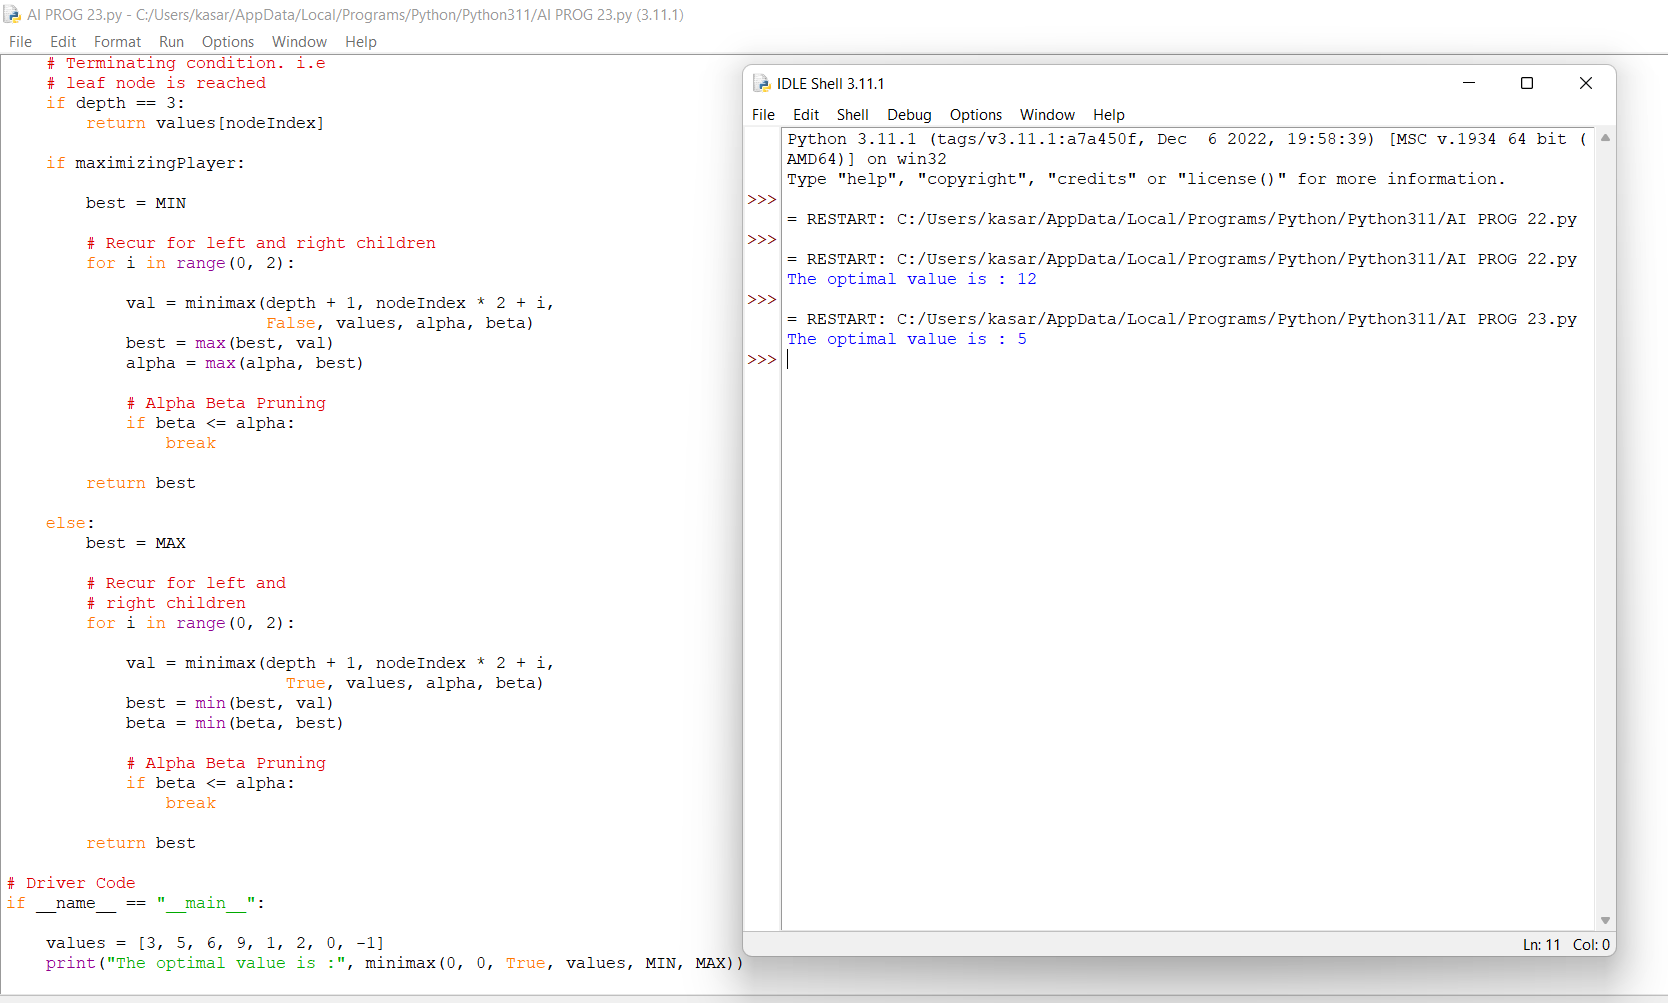 AI PROG 23.py - C:/Users/kasar/AppData/Local/Programs/Python/Python311/AI PROG 23.py (3.11.1)
File Edit Format Run Options Window Help
    # Terminating condition. i.e
    # leaf node is reached
    if depth == 3:
        return values[nodeIndex]
    if maximizingPlayer:
        best = MIN
        # Recur for left and right children
        for i in range(0, 2):
            val = minimax(depth + 1, nodeIndex * 2 + i,
                          False, values, alpha, beta)
            best = max(best, val)
            alpha = max(alpha, best)
            # Alpha Beta Pruning
            if beta <= alpha:
                break
        return best
    else:
        best = MAX
        # Recur for left and
        # right children
        for i in range(0, 2):
            val = minimax(depth + 1, nodeIndex * 2 + i,
                            True, values, alpha, beta)
            best = min(best, val)
            beta = min(beta, best)
            # Alpha Beta Pruning
            if beta <= alpha:
                break
        return best
# Driver Code
if __name__ == "__main__":
    values = [3, 5, 6, 9, 1, 2, 0, -1]
    print("The optimal value is :", minimax(0, 0, True, values, MIN, MAX))
IDLE Shell 3.11.1
File Edit Shell Debug Options Window Help
Python 3.11.1 (tags/v3.11.1:a7a450f, Dec  6 2022, 19:58:39) [MSC v.1934 64 bit (
AMD64)] on win32
Type "help", "copyright", "credits" or "license()" for more information.
>>>
= RESTART: C:/Users/kasar/AppData/Local/Programs/Python/Python311/AI PROG 22.py
>>>
= RESTART: C:/Users/kasar/AppData/Local/Programs/Python/Python311/AI PROG 22.py
The optimal value is : 12
>>>
= RESTART: C:/Users/kasar/AppData/Local/Programs/Python/Python311/AI PROG 23.py
The optimal value is : 5
>>>
Ln: 11 Col: 0